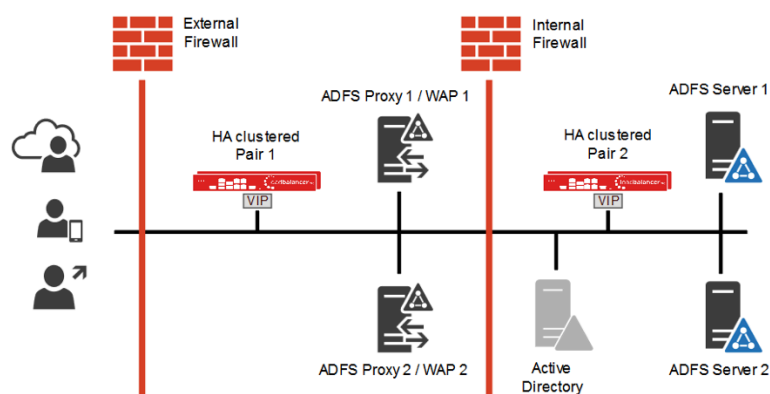 External
Firewall
Internal
Firewall
ADFS Proxy 1 / WAP 1
ADFS Server 1
HA clustered
Pair 1
HA clustered
Pair 2
VIP
VIP
ADFS Proxy 2 / WAP 2
Active
Directory
ADFS Server 2